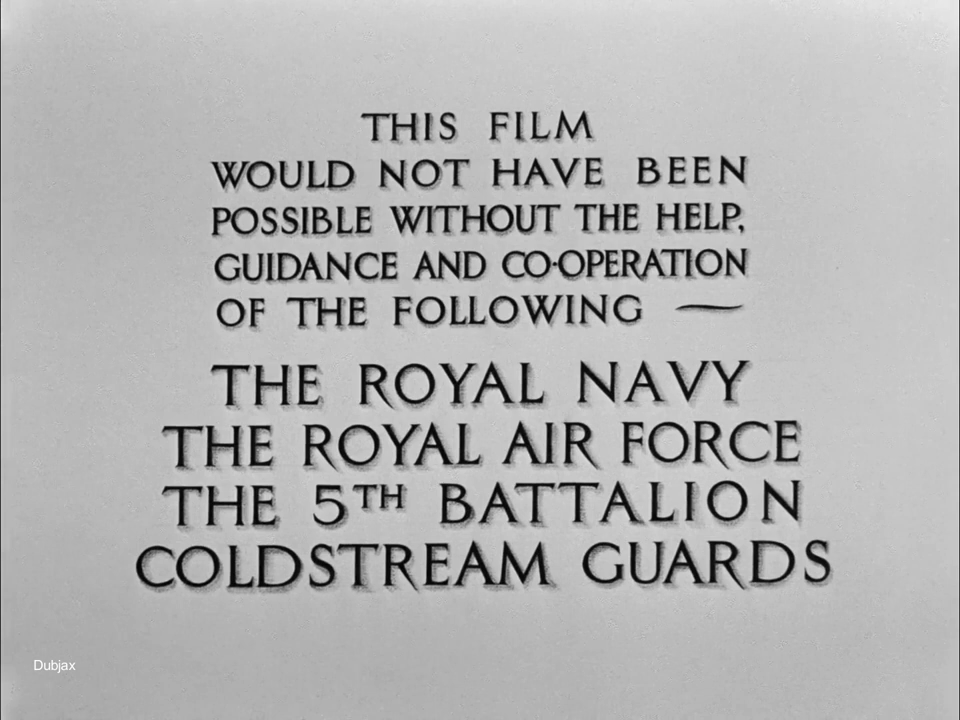 THIS FILM
WOULD NOT HAVE BEEN
POSSIBLE WITHOUT THE HELP,
GUIDANCE AND CO-OPERATION
OF THE FOLLOWING —
THE ROYAL NAVY
THE ROYAL AIR FORCE
THE 5TH BATTALION
COLDSTREAM GUARDS
Dubjax